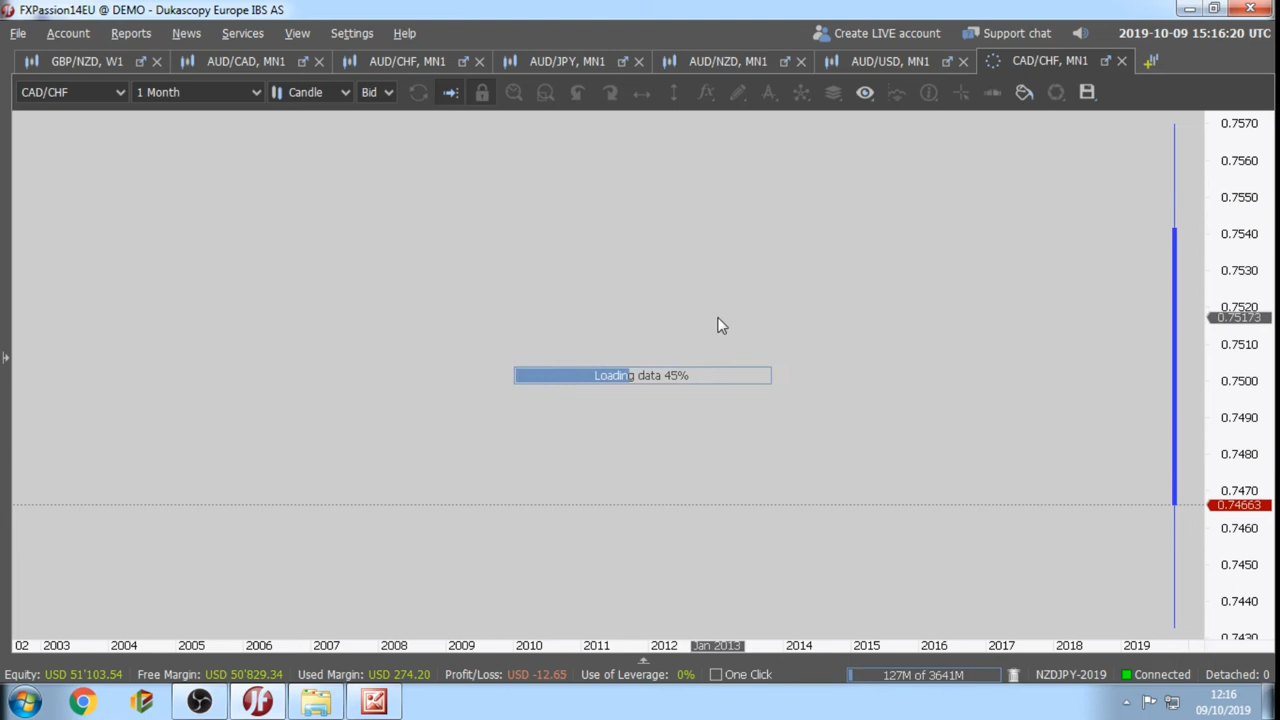 FXPassion14EU @ DEMO - Dukascopy Europe IBS AS
File Account Reports News Services View Settings Help Create LIVE account Support chat 2019-10-09 15:16:20 UTC
GBP/NZD, W1 AUD/CAD, MN1 AUD/CHF, MN1 AUD/JPY, MN1 AUD/NZD, MN1 AUD/USD, MN1 CAD/CHF, MN1
CAD/CHF 1 Month Candle Bid
0.7570
0.7560
0.7550
0.7540
0.7530
0.7520
0.75173
0.7510
Loading data 45%
0.7500
0.7490
0.7480
0.7470
0.74663
0.7460
0.7450
0.7440
0.7430
02 2003 2004 2005 2006 2007 2008 2009 2010 2011 2012 Jan 2013 2014 2015 2016 2017 2018 2019
Equity: USD 51'103.54 Free Margin: USD 50'829.34 Used Margin: USD 274.20 Profit/Loss: USD -12.65 Use of Leverage: 0% One Click 127M of 3641M NZDJPY-2019 Connected Detached: 0
12:16
09/10/2019